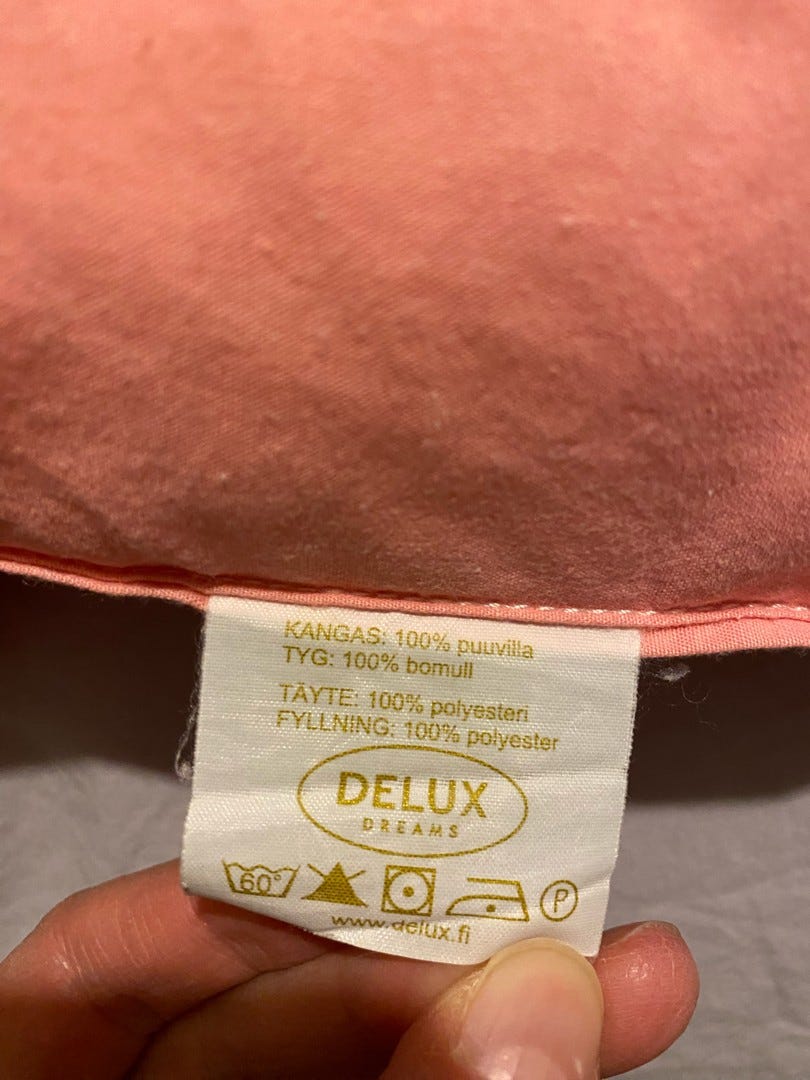 KANGAS: 100% puuvilla
TYG: 100% bomull
TÄYTE: 100% polyesteri
FYLLNING: 100% polyester
DELUX
DREAMS
60°
P
www.delux.fi